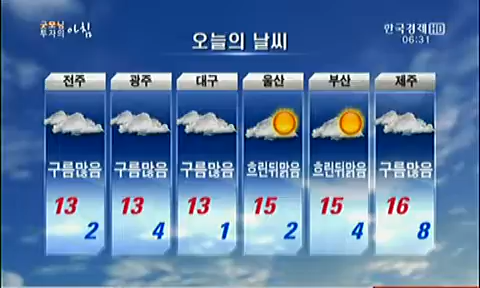 굿모닝
투자의 아침
오늘의 날씨
한국경제HD
06:31
전주 광주 대구 울산 부산 제주
구름많음 구름많음 구름많음 흐린뒤맑음 흐린뒤맑음 구름많음
13 13 13 15 15 16
2 4 1 2 4 8